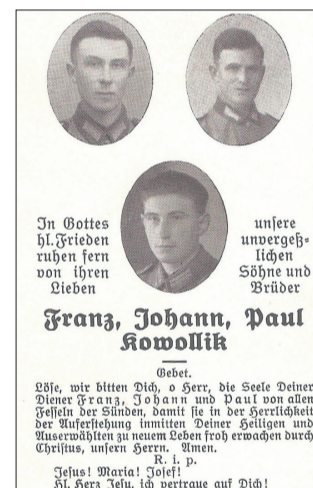 In Gottes
hl. Frieden
ruhen fern
von ihren
Lieben
unsere
unvergeß-
lichen
Söhne und
Brüder
Franz, Johann, Paul
Kowollik
Gebet.
Löse, wir bitten Dich, o Herr, die Seele Deiner
Diener Franz, Johann und Paul von allen
Fesseln der Sünden, damit sie in der Herrlichkeit
der Auferstehung inmitten Deiner Heiligen und
Auserwählten zu neuem Leben froh erwachen durch
Christus, unsern Herrn. Amen.
R. i. p.
Jesus! Maria! Josef!
Hl. Herz Jesu, ich vertraue auf Dich!